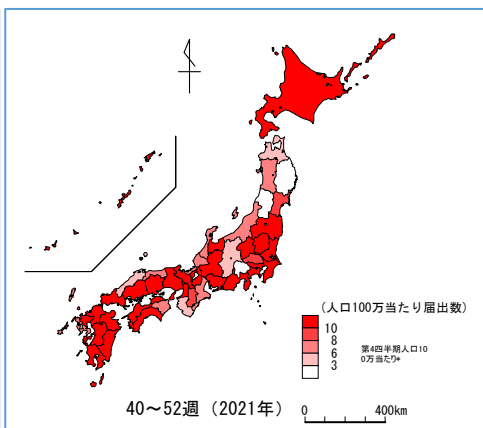 (人口100万当たり届出数)
10
8
6
3
第4四半期人口10
0万当たり*
40~52週 (2021年)
0 400km